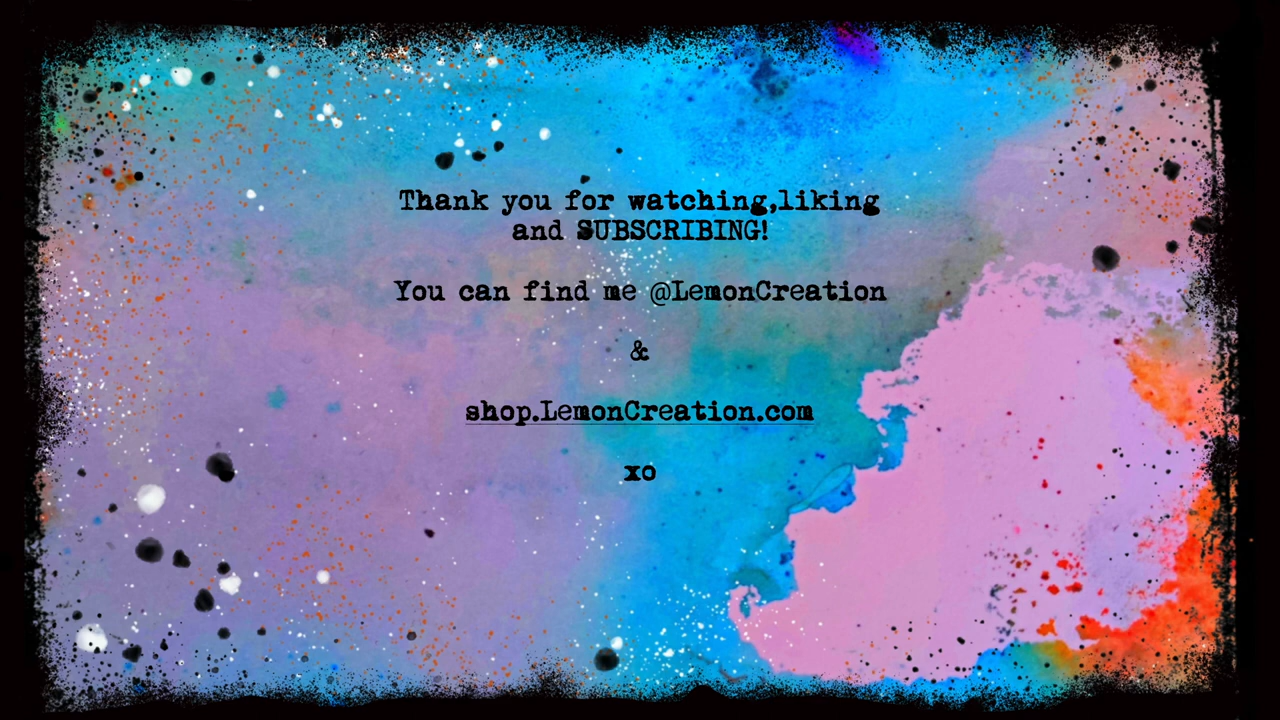 Thank you for watching,liking
and SUBSCRIBING!
You can find me @LemonCreation
&
shop.LemonCreation.com
xo